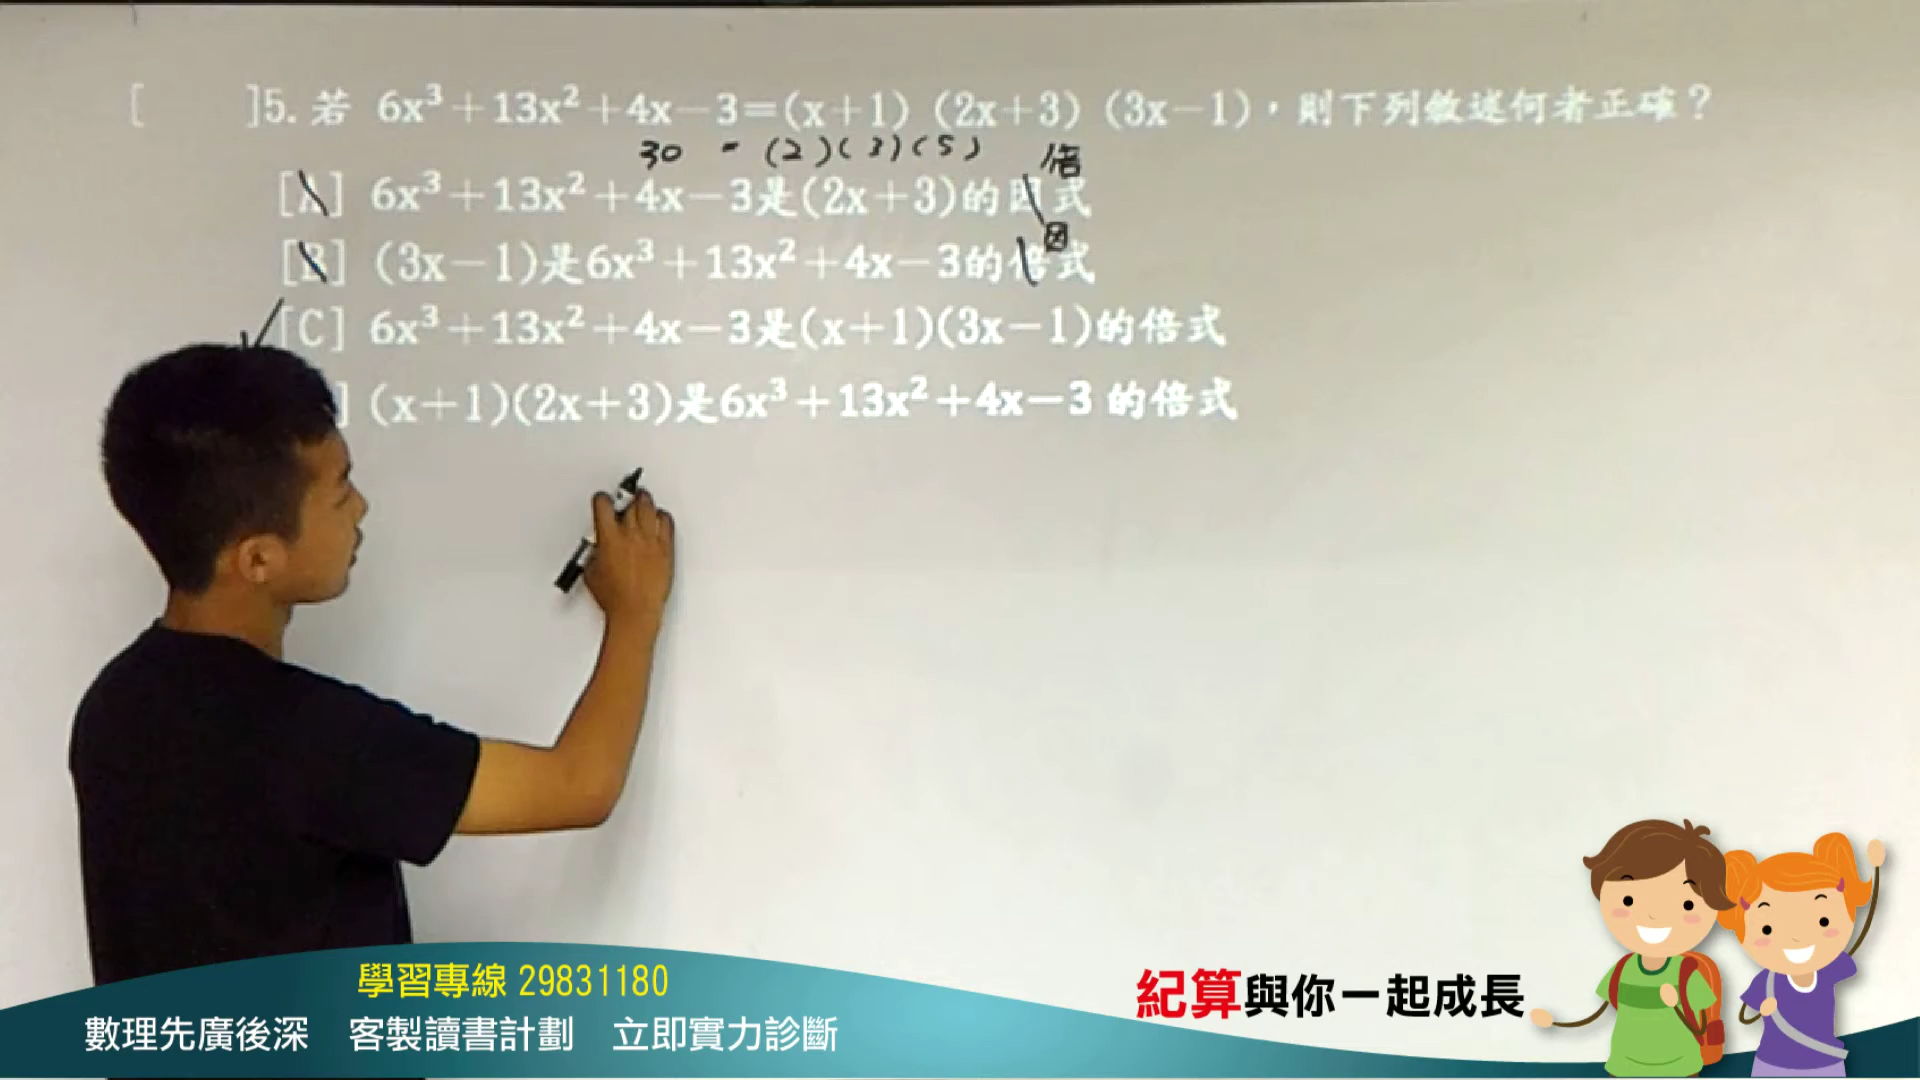 [ ]5. 若 6x³+13x²+4x-3=(x+1) (2x+3) (3x-1)，則下列敘述何者正確？
30 = (2)(3)(5)
倍
[A] 6x³+13x²+4x-3是(2x+3)的因式
因
[B] (3x-1)是6x³+13x²+4x-3的倍式
[C] 6x³+13x²+4x-3是(x+1)(3x-1)的倍式
] (x+1)(2x+3)是6x³+13x²+4x-3 的倍式
學習專線 29831180
數理先廣後深 客製讀書計劃 立即實力診斷
紀算與你一起成長